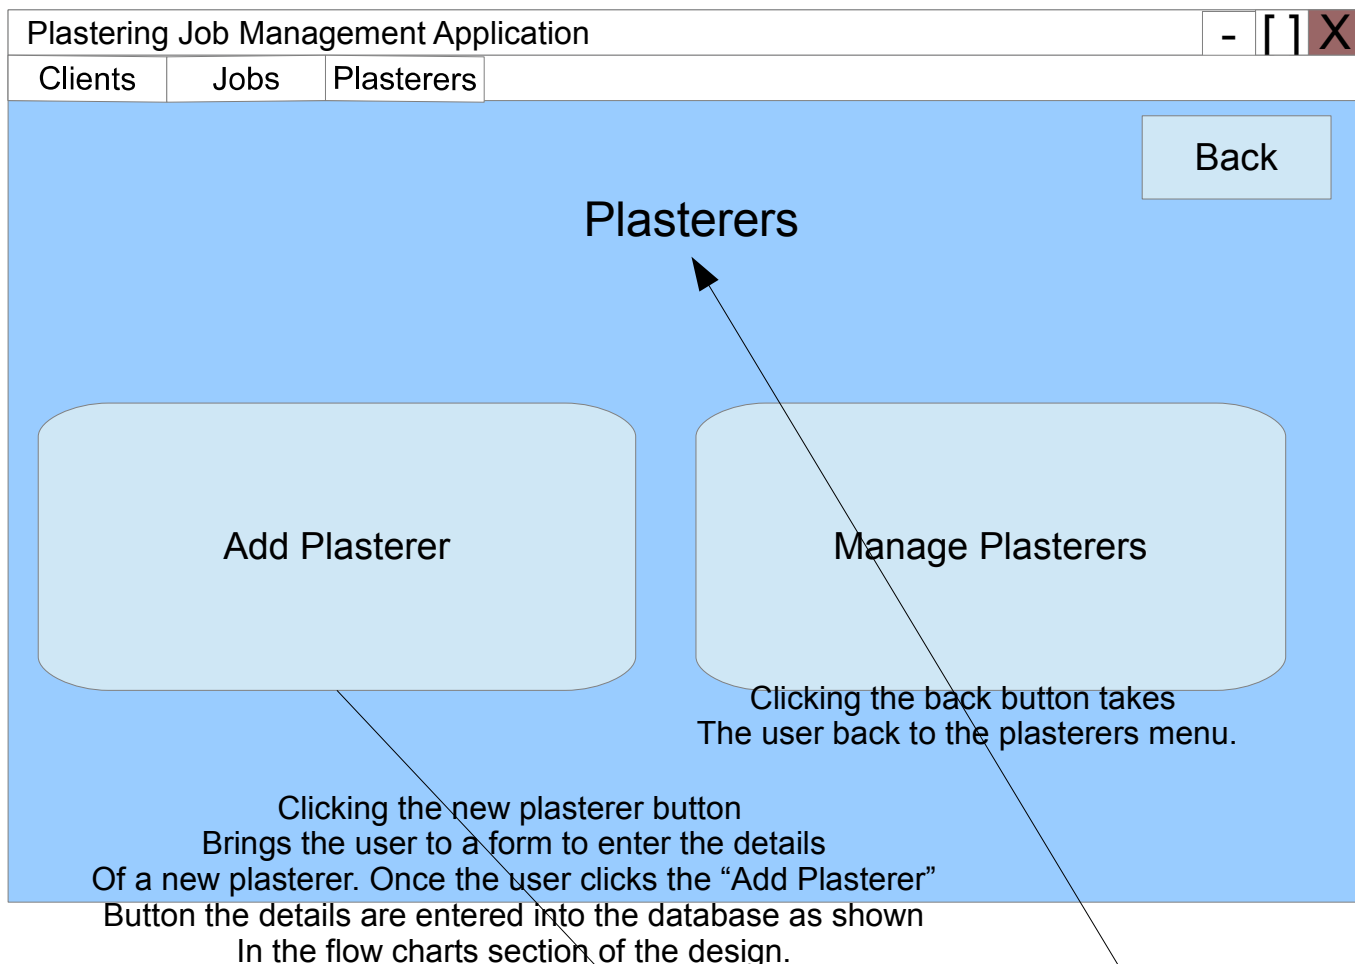 Plastering Job Management Application
- [ ] X
Clients Jobs Plasterers
Back
Plasterers
Add Plasterer
Manage Plasterers
Clicking the back button takes
The user back to the plasterers menu.
Clicking the new plasterer button
Brings the user to a form to enter the details
Of a new plasterer. Once the user clicks the “Add Plasterer”
Button the details are entered into the database as shown
In the flow charts section of the design.